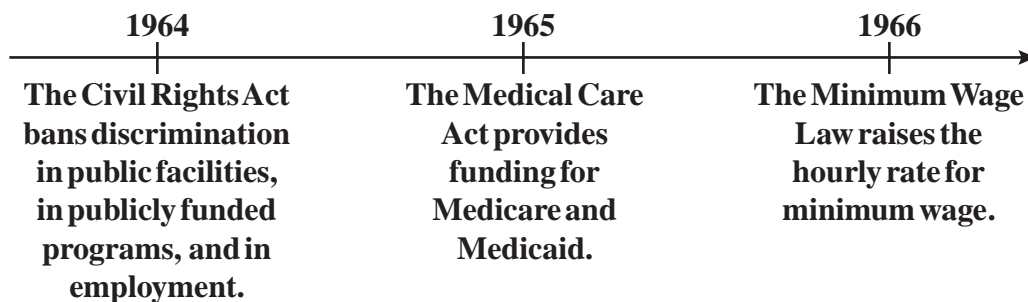 1964
The Civil Rights Act
bans discrimination
in public facilities,
in publicly funded
programs, and in
employment.
1965
The Medical Care
Act provides
funding for
Medicare and
Medicaid.
1966
The Minimum Wage
Law raises the
hourly rate for
minimum wage.